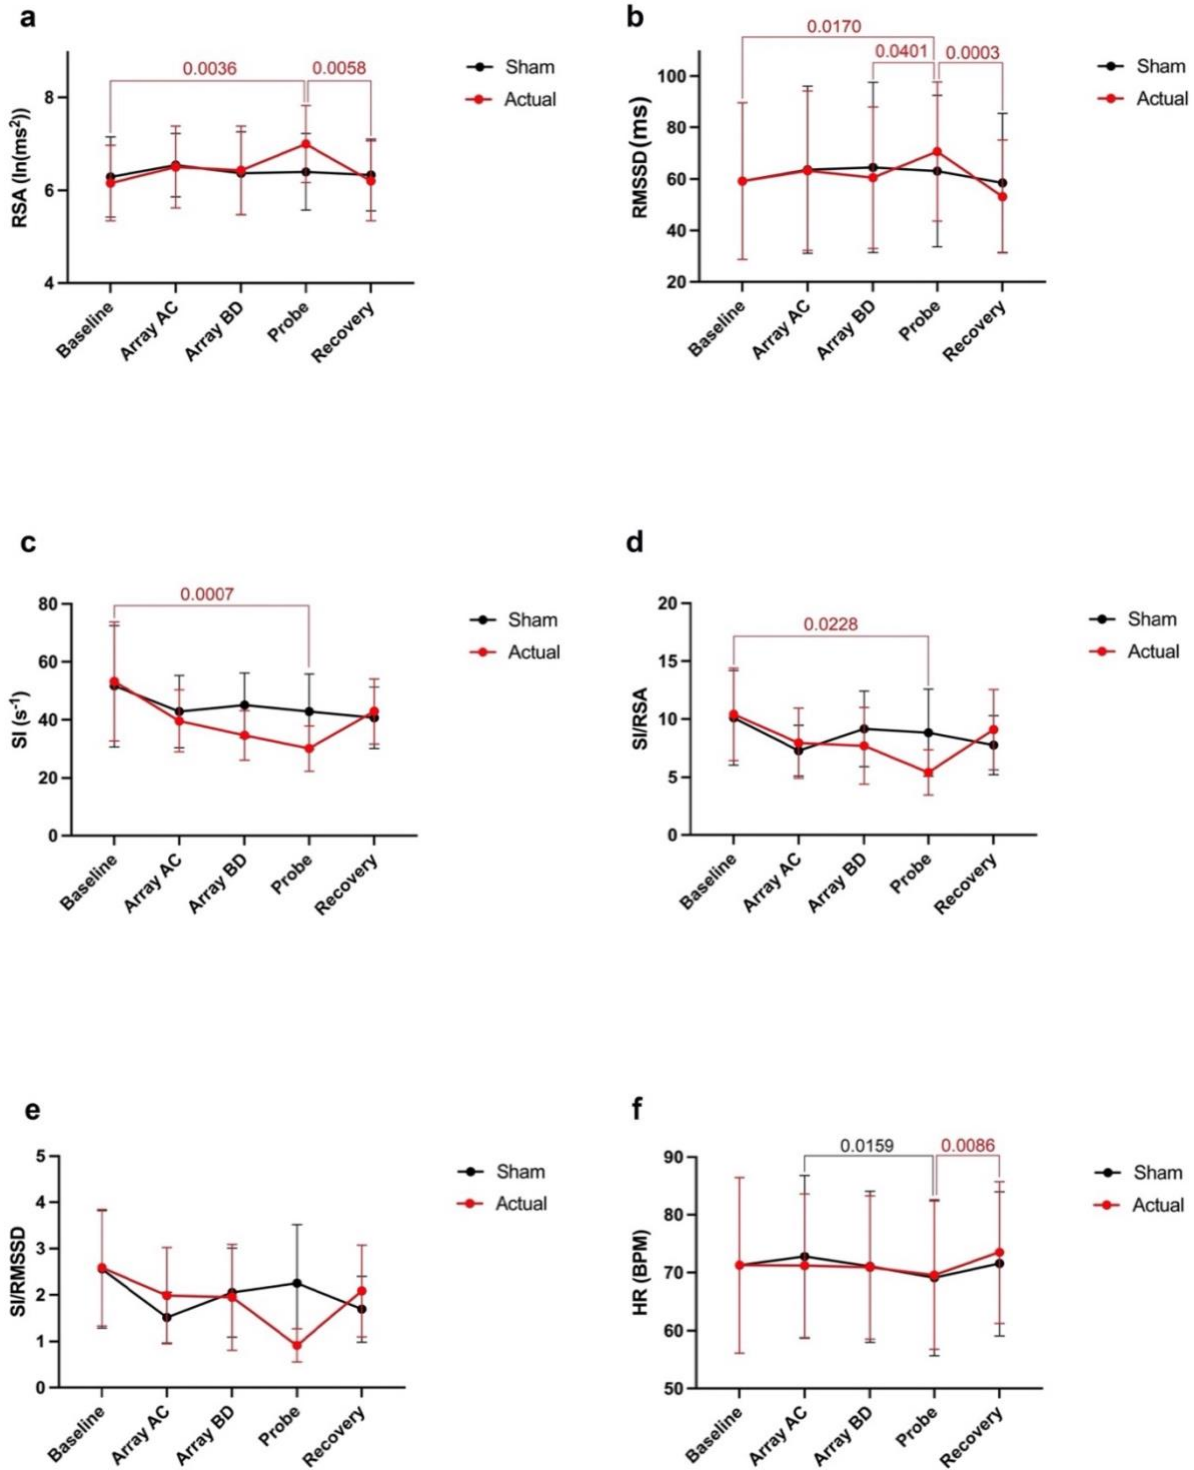 a
0.0036
0.0058
Sham
Actual
RSA (ln(ms²))
8
6
4
Baseline
Array AC
Array BD
Probe
Recovery
b
0.0170
0.0401
0.0003
Sham
Actual
RMSSD (ms)
100
80
60
40
20
Baseline
Array AC
Array BD
Probe
Recovery
c
0.0007
Sham
Actual
SI (s⁻¹)
80
60
40
20
0
Baseline
Array AC
Array BD
Probe
Recovery
d
0.0228
Sham
Actual
SI/RSA
20
15
10
5
0
Baseline
Array AC
Array BD
Probe
Recovery
e
Sham
Actual
SI/RMSSD
5
4
3
2
1
0
Baseline
Array AC
Array BD
Probe
Recovery
f
0.0159
0.0086
Sham
Actual
HR (BPM)
90
80
70
60
50
Baseline
Array AC
Array BD
Probe
Recovery